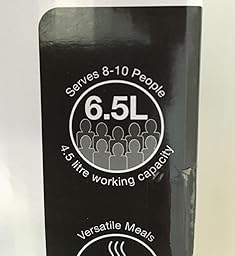 Serves 8-10 People
6.5L
4.5 litre working capacity
Versatile Meals